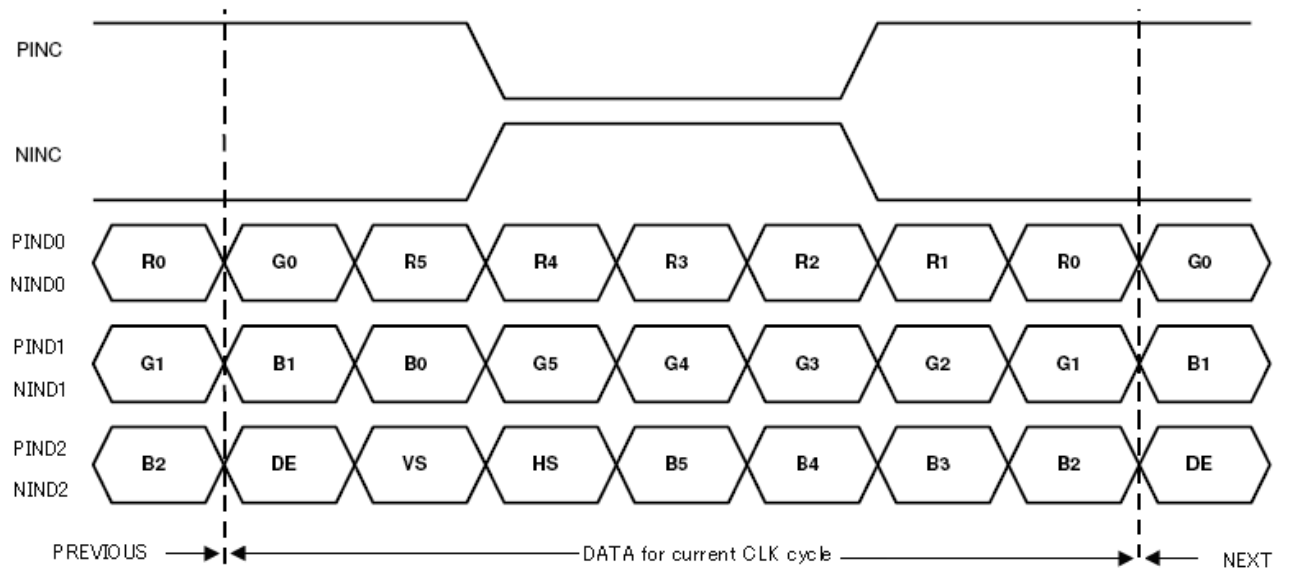 PINC
NINC
PIND0
NIND0
R0 G0 R5 R4 R3 R2 R1 R0 G0
PIND1
NIND1
G1 B1 B0 G5 G4 G3 G2 G1 B1
PIND2
NIND2
B2 DE VS HS B5 B4 B3 B2 DE
PREVIOUS DATA for current CLK cycle NEXT